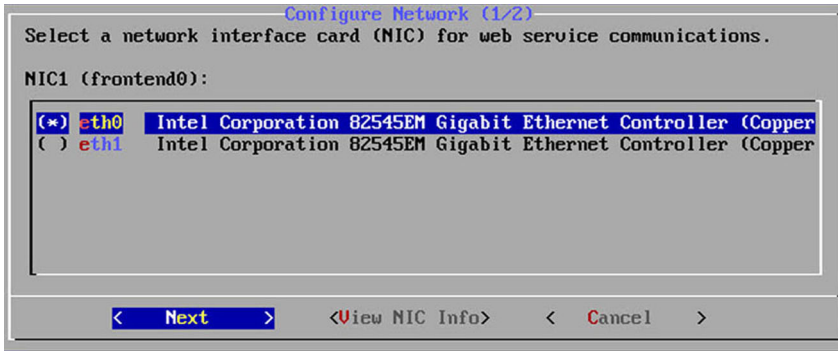 Configure Network (1/2)
Select a network interface card (NIC) for web service communications.
NIC1 (frontend0):
(*) eth0 Intel Corporation 82545EM Gigabit Ethernet Controller (Copper
( ) eth1 Intel Corporation 82545EM Gigabit Ethernet Controller (Copper
< Next > <View NIC Info> < Cancel >